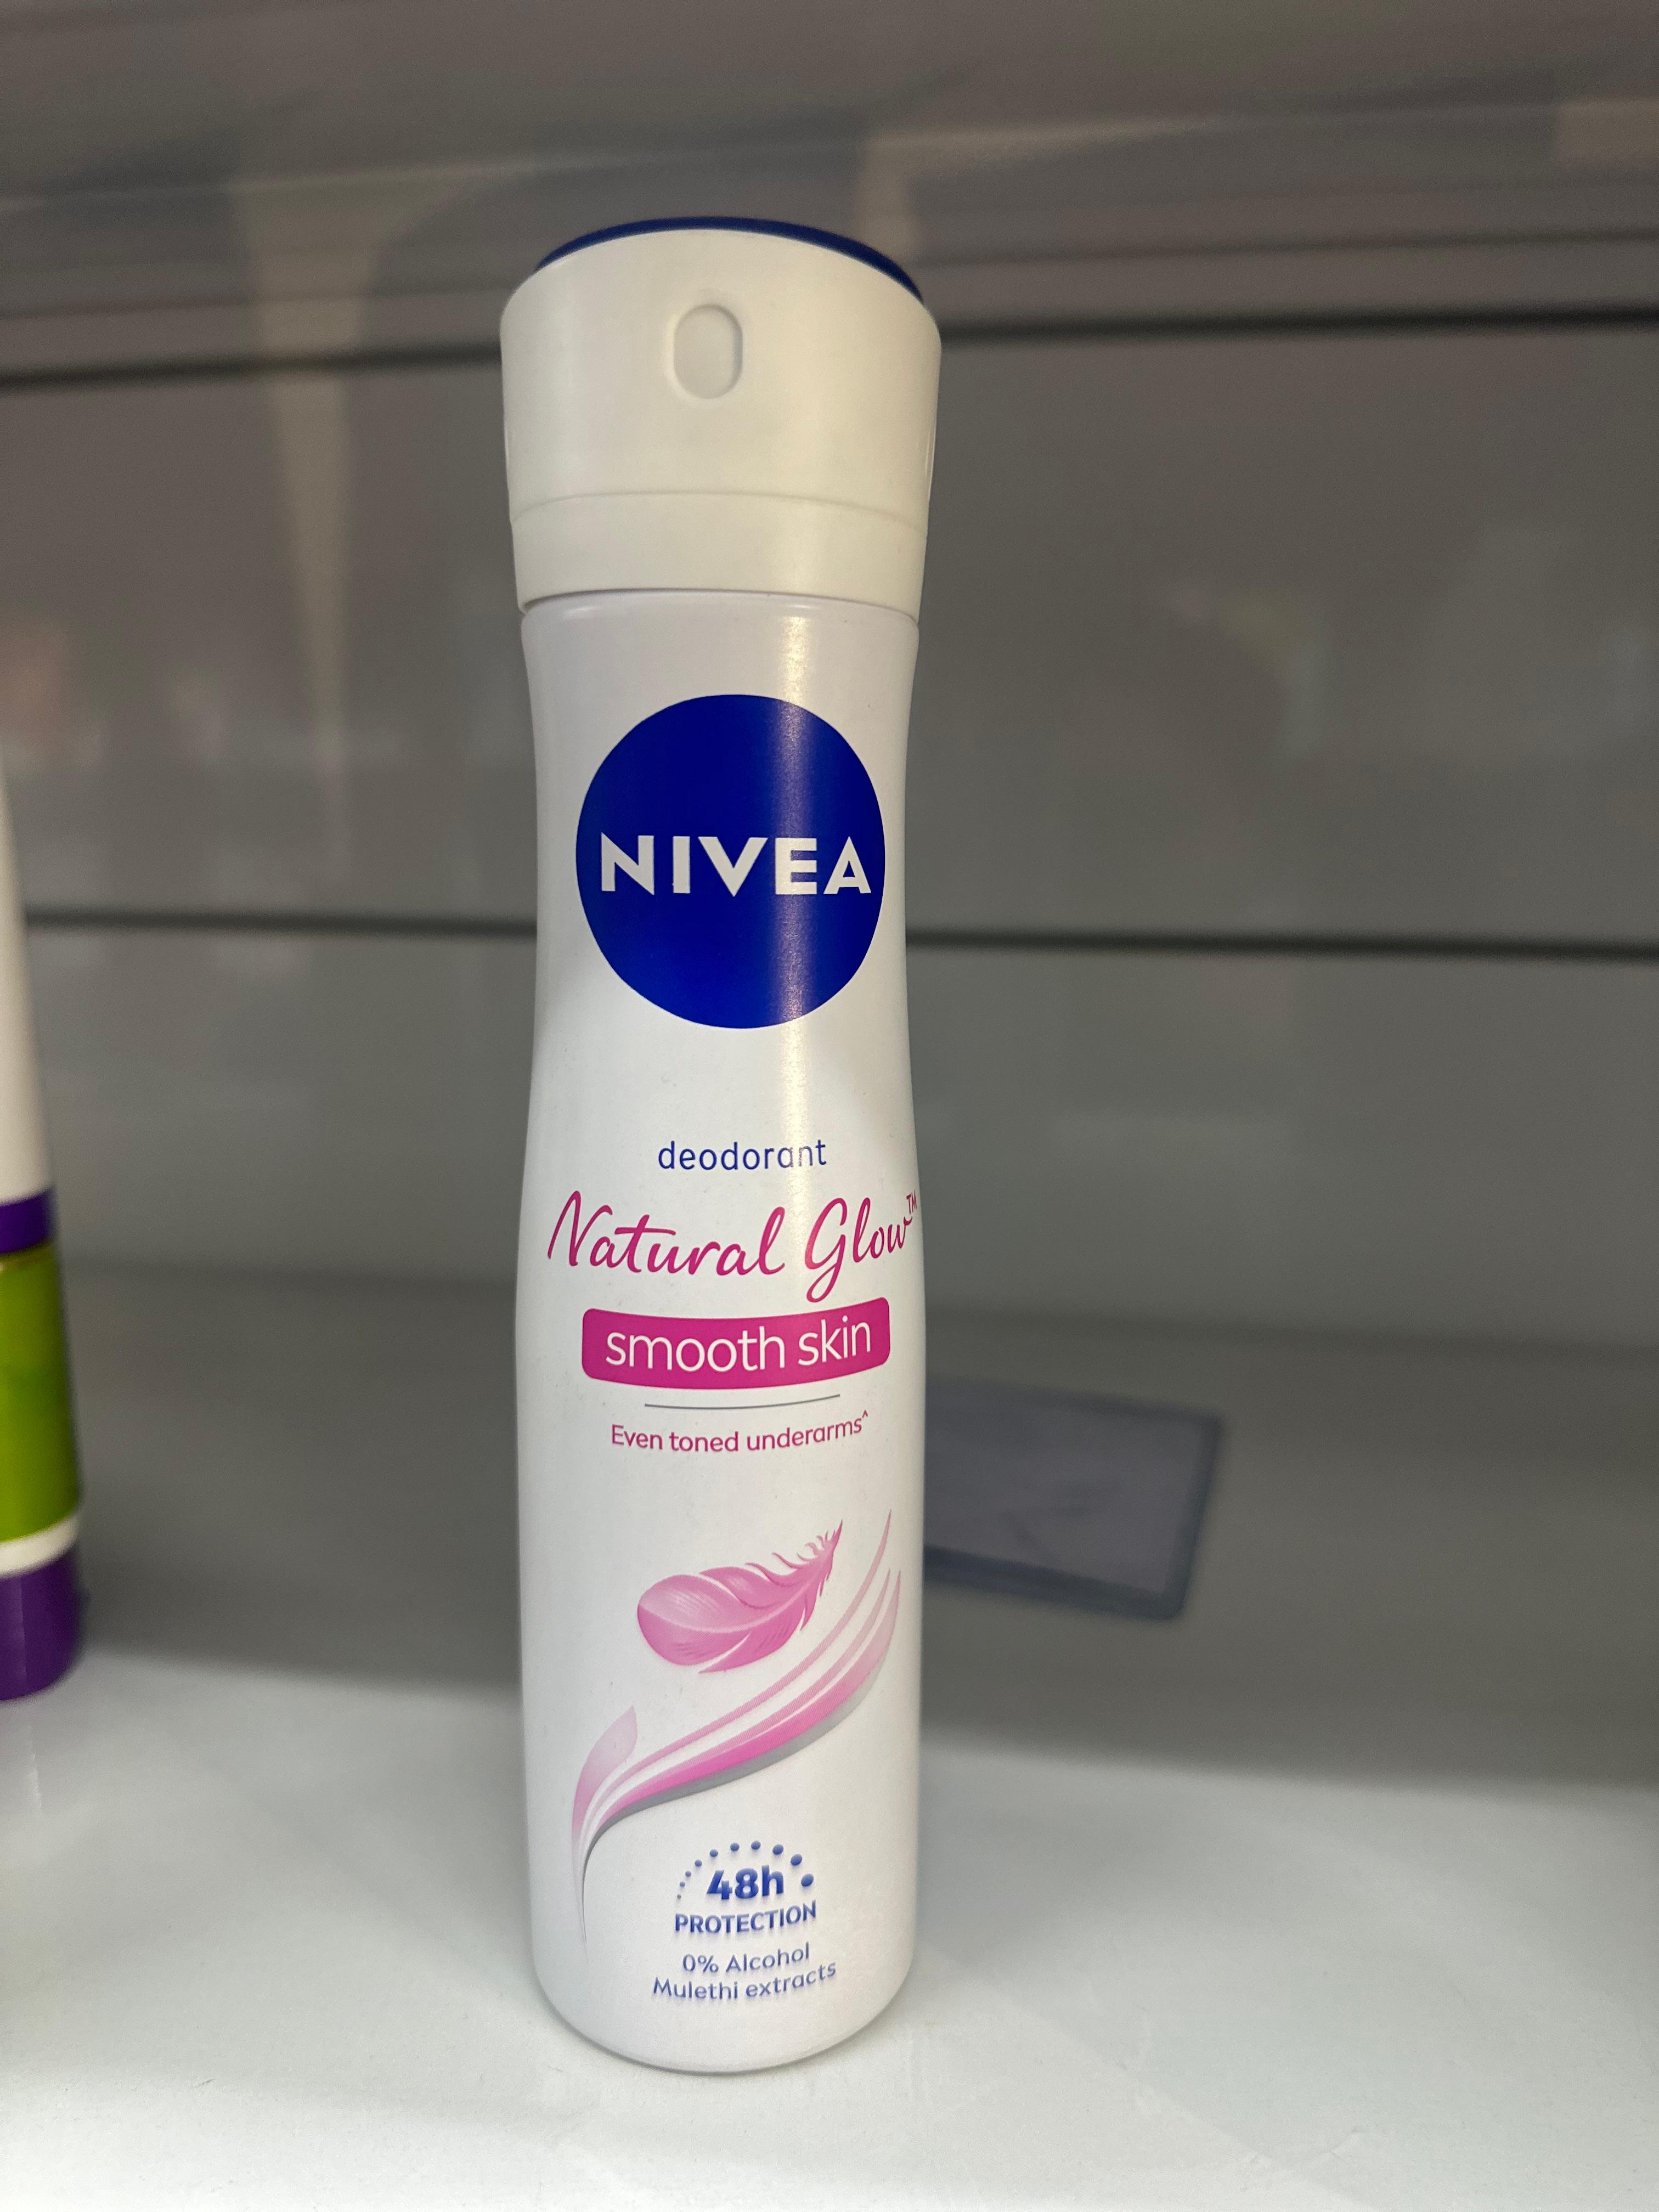 NIVEA
deodorant
Natural Glow™
smooth skin
Even toned underarms^
48h
PROTECTION
0% Alcohol
Mulethi extracts